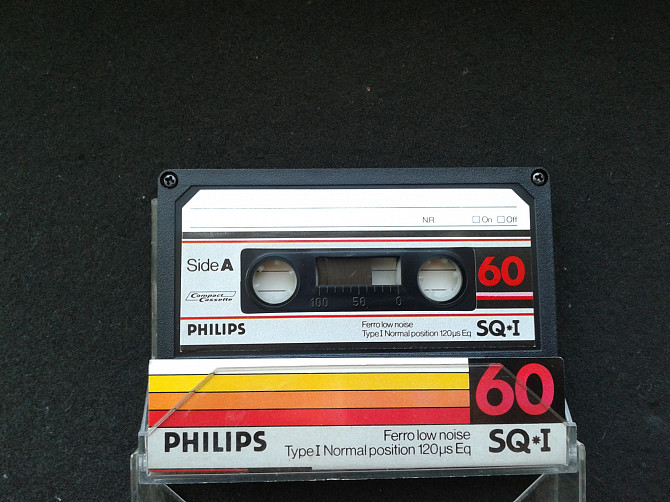 NR □ On □ Off
Side A
60
Compact Cassette
100 50 0
PHILIPS
Ferro low noise
Type I Normal position 120µs Eq
SQ*I
60
PHILIPS
Ferro low noise
Type I Normal position 120µs Eq
SQ*I